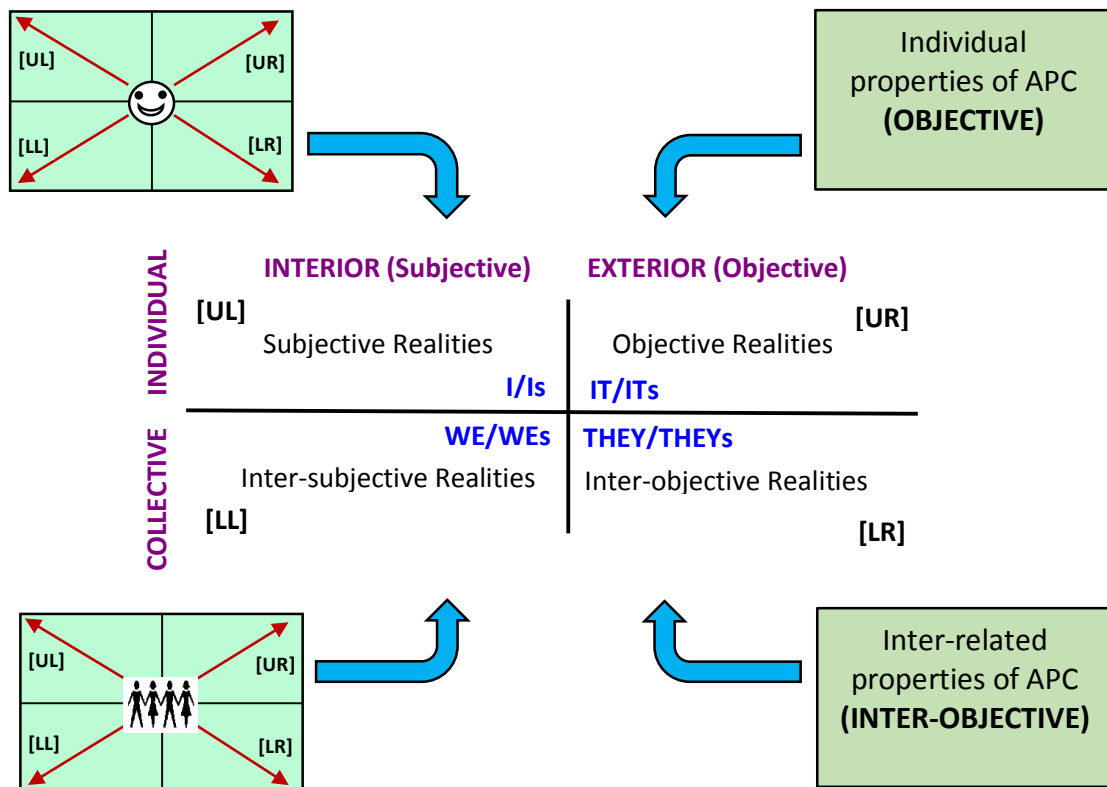 [UL]
[UR]
[LL]
[LR]
Individual
properties of APC
(OBJECTIVE)
INDIVIDUAL
INTERIOR (Subjective)
EXTERIOR (Objective)
[UL]
[UR]
Subjective Realities
Objective Realities
I/Is
IT/ITs
COLLECTIVE
WE/WEs
THEY/THEYs
Inter-subjective Realities
Inter-objective Realities
[LL]
[LR]
[UL]
[UR]
[LL]
[LR]
Inter-related
properties of APC
(INTER-OBJECTIVE)